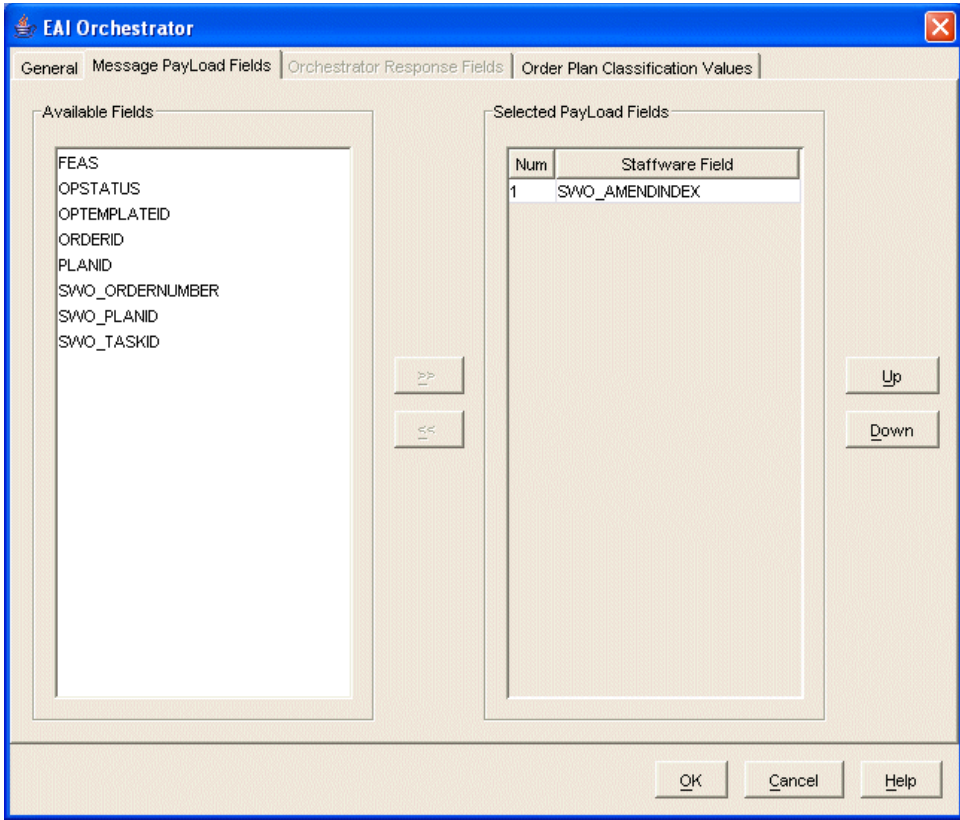 EAI Orchestrator
General Message PayLoad Fields Orchestrator Response Fields Order Plan Classification Values
Available Fields
FEAS
OPSTATUS
OPTEMPLATEID
ORDERID
PLANID
SWO_ORDERNUMBER
SWO_PLANID
SWO_TASKID
>>
<<
Selected PayLoad Fields
Num Staffware Field
1 SWO_AMENDINDEX
Up
Down
OK Cancel Help